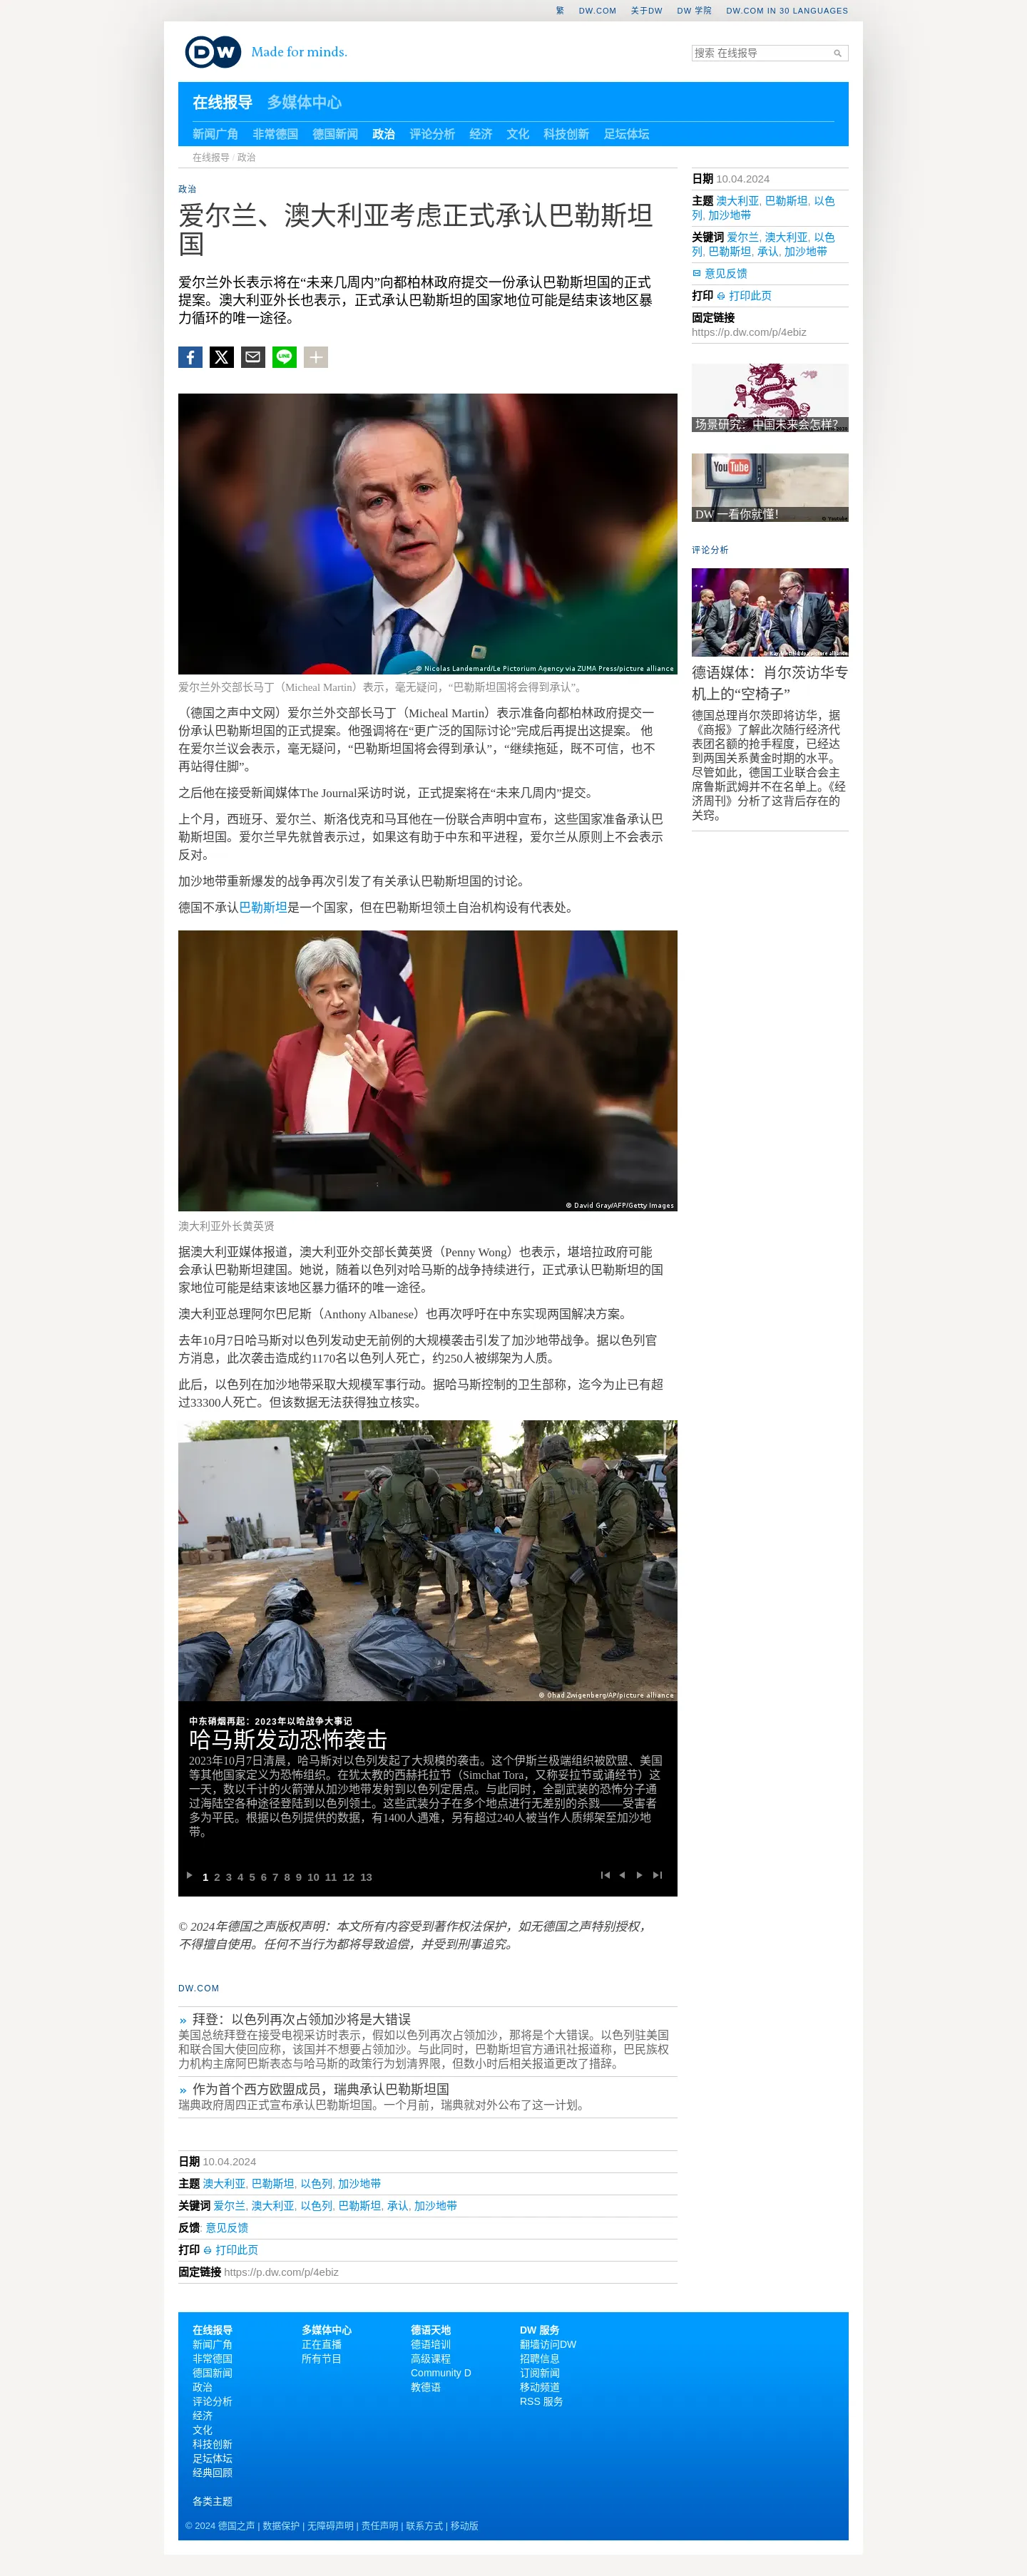 繁 DW.COM 关于DW DW 学院 DW.COM IN 30 LANGUAGES
DW Made for minds.
搜索 在线报导
在线报导 多媒体中心
新闻广角 非常德国 德国新闻 政治 评论分析 经济 文化 科技创新 足坛体坛
在线报导 / 政治
政治
爱尔兰、澳大利亚考虑正式承认巴勒斯坦
国
爱尔兰外长表示将在“未来几周内”向都柏林政府提交一份承认巴勒斯坦国的正式
提案。澳大利亚外长也表示，正式承认巴勒斯坦的国家地位可能是结束该地区暴
力循环的唯一途径。
© Nicolas Landemard/Le Pictorium Agency via ZUMA Press/picture alliance
爱尔兰外交部长马丁（Micheal Martin）表示，毫无疑问，“巴勒斯坦国将会得到承认”。
（德国之声中文网）爱尔兰外交部长马丁（Micheal Martin）表示准备向都柏林政府提交一
份承认巴勒斯坦国的正式提案。他强调将在“更广泛的国际讨论”完成后再提出这提案。 他
在爱尔兰议会表示，毫无疑问，“巴勒斯坦国将会得到承认”，“继续拖延，既不可信，也不
再站得住脚”。
之后他在接受新闻媒体The Journal采访时说，正式提案将在“未来几周内”提交。
上个月，西班牙、爱尔兰、斯洛伐克和马耳他在一份联合声明中宣布，这些国家准备承认巴
勒斯坦国。爱尔兰早先就曾表示过，如果这有助于中东和平进程，爱尔兰从原则上不会表示
反对。
加沙地带重新爆发的战争再次引发了有关承认巴勒斯坦国的讨论。
德国不承认巴勒斯坦是一个国家，但在巴勒斯坦领土自治机构设有代表处。
© David Gray/AFP/Getty Images
澳大利亚外长黄英贤
据澳大利亚媒体报道，澳大利亚外交部长黄英贤（Penny Wong）也表示，堪培拉政府可能
会承认巴勒斯坦建国。她说，随着以色列对哈马斯的战争持续进行，正式承认巴勒斯坦的国
家地位可能是结束该地区暴力循环的唯一途径。
澳大利亚总理阿尔巴尼斯（Anthony Albanese）也再次呼吁在中东实现两国解决方案。
去年10月7日哈马斯对以色列发动史无前例的大规模袭击引发了加沙地带战争。据以色列官
方消息，此次袭击造成约1170名以色列人死亡，约250人被绑架为人质。
此后，以色列在加沙地带采取大规模军事行动。据哈马斯控制的卫生部称，迄今为止已有超
过33300人死亡。但该数据无法获得独立核实。
© Ohad Zwigenberg/AP/picture alliance
中东硝烟再起：2023年以哈战争大事记
哈马斯发动恐怖袭击
2023年10月7日清晨，哈马斯对以色列发起了大规模的袭击。这个伊斯兰极端组织被欧盟、美国
等其他国家定义为恐怖组织。在犹太教的西赫托拉节（Simchat Tora，又称妥拉节或诵经节）这
一天，数以千计的火箭弹从加沙地带发射到以色列定居点。与此同时，全副武装的恐怖分子通
过海陆空各种途径登陆到以色列领土。这些武装分子在多个地点进行无差别的杀戮——受害者
多为平民。根据以色列提供的数据，有1400人遇难，另有超过240人被当作人质绑架至加沙地
带。
1 2 3 4 5 6 7 8 9 10 11 12 13
© 2024年德国之声版权声明：本文所有内容受到著作权法保护，如无德国之声特别授权，
不得擅自使用。任何不当行为都将导致追偿，并受到刑事追究。
DW.COM
» 拜登：以色列再次占领加沙将是大错误
美国总统拜登在接受电视采访时表示，假如以色列再次占领加沙，那将是个大错误。以色列驻美国
和联合国大使回应称，该国并不想要占领加沙。与此同时，巴勒斯坦官方通讯社报道称，巴民族权
力机构主席阿巴斯表态与哈马斯的政策行为划清界限，但数小时后相关报道更改了措辞。
» 作为首个西方欧盟成员，瑞典承认巴勒斯坦国
瑞典政府周四正式宣布承认巴勒斯坦国。一个月前，瑞典就对外公布了这一计划。
日期 10.04.2024
主题 澳大利亚, 巴勒斯坦, 以色列, 加沙地带
关键词 爱尔兰, 澳大利亚, 以色列, 巴勒斯坦, 承认, 加沙地带
反馈: 意见反馈
打印 打印此页
固定链接 https://p.dw.com/p/4ebiz
日期 10.04.2024
主题 澳大利亚, 巴勒斯坦, 以色
列, 加沙地带
关键词 爱尔兰, 澳大利亚, 以色
列, 巴勒斯坦, 承认, 加沙地带
意见反馈
打印 打印此页
固定链接
https://p.dw.com/p/4ebiz
场景研究：中国未来会怎样？
YouTube
DW 一看你就懂！
© Youtube
评论分析
德语媒体：肖尔茨访华专
机上的“空椅子”
德国总理肖尔茨即将访华，据
《商报》了解此次随行经济代
表团名额的抢手程度，已经达
到两国关系黄金时期的水平。
尽管如此，德国工业联合会主
席鲁斯武姆并不在名单上。《经
济周刊》分析了这背后存在的
关窍。
在线报导 多媒体中心 德语天地 DW 服务
新闻广角 正在直播 德语培训 翻墙访问DW
非常德国 所有节目 高级课程 招聘信息
德国新闻 Community D 订阅新闻
政治 教德语 移动频道
评论分析 RSS 服务
经济
文化
科技创新
足坛体坛
经典回顾
各类主题
© 2024 德国之声 | 数据保护 | 无障碍声明 | 责任声明 | 联系方式 | 移动版